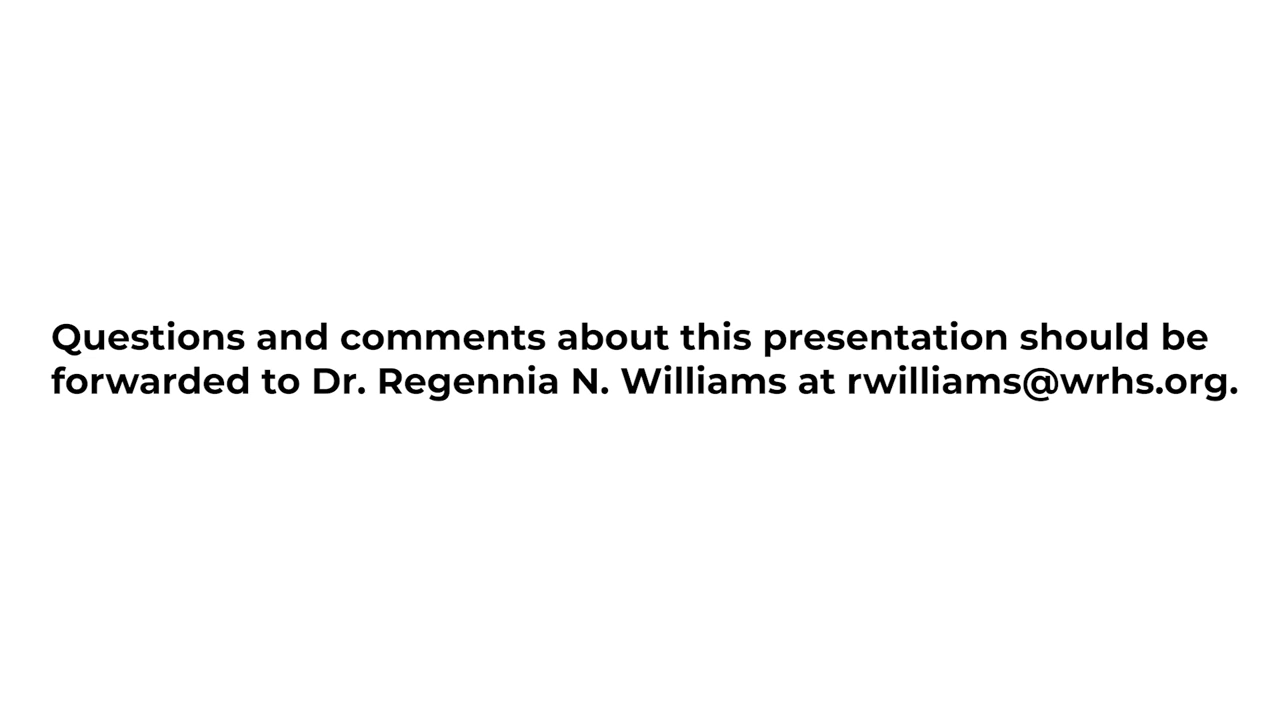 Questions and comments about this presentation should be
forwarded to Dr. Regennia N. Williams at rwilliams@wrhs.org.